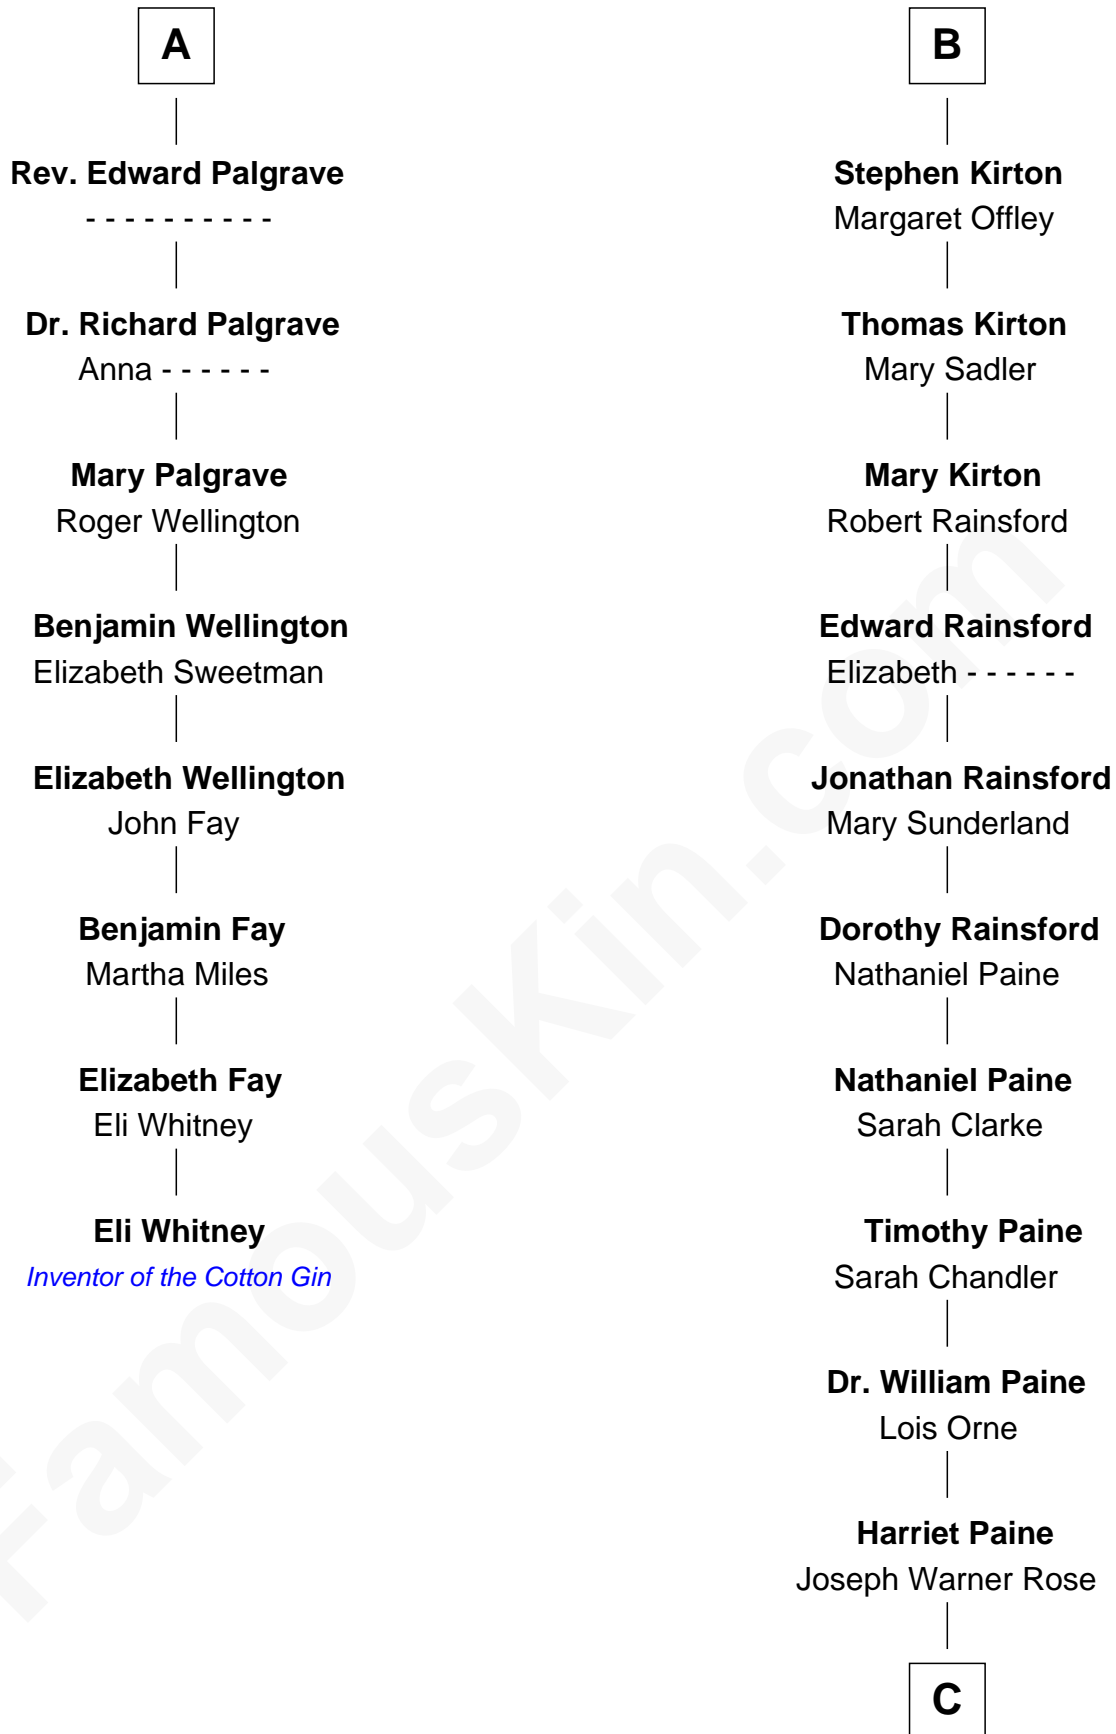 A
Rev. Edward Palgrave
- - - - - - - - - -
Dr. Richard Palgrave
Anna - - - - - -
Mary Palgrave
Roger Wellington
Benjamin Wellington
Elizabeth Sweetman
Elizabeth Wellington
John Fay
Benjamin Fay
Martha Miles
Elizabeth Fay
Eli Whitney
Eli Whitney
Inventor of the Cotton Gin
B
Stephen Kirton
Margaret Offley
Thomas Kirton
Mary Sadler
Mary Kirton
Robert Rainsford
Edward Rainsford
Elizabeth - - - - - -
Jonathan Rainsford
Mary Sunderland
Dorothy Rainsford
Nathaniel Paine
Nathaniel Paine
Sarah Clarke
Timothy Paine
Sarah Chandler
Dr. William Paine
Lois Orne
Harriet Paine
Joseph Warner Rose
C
FamousKin.com